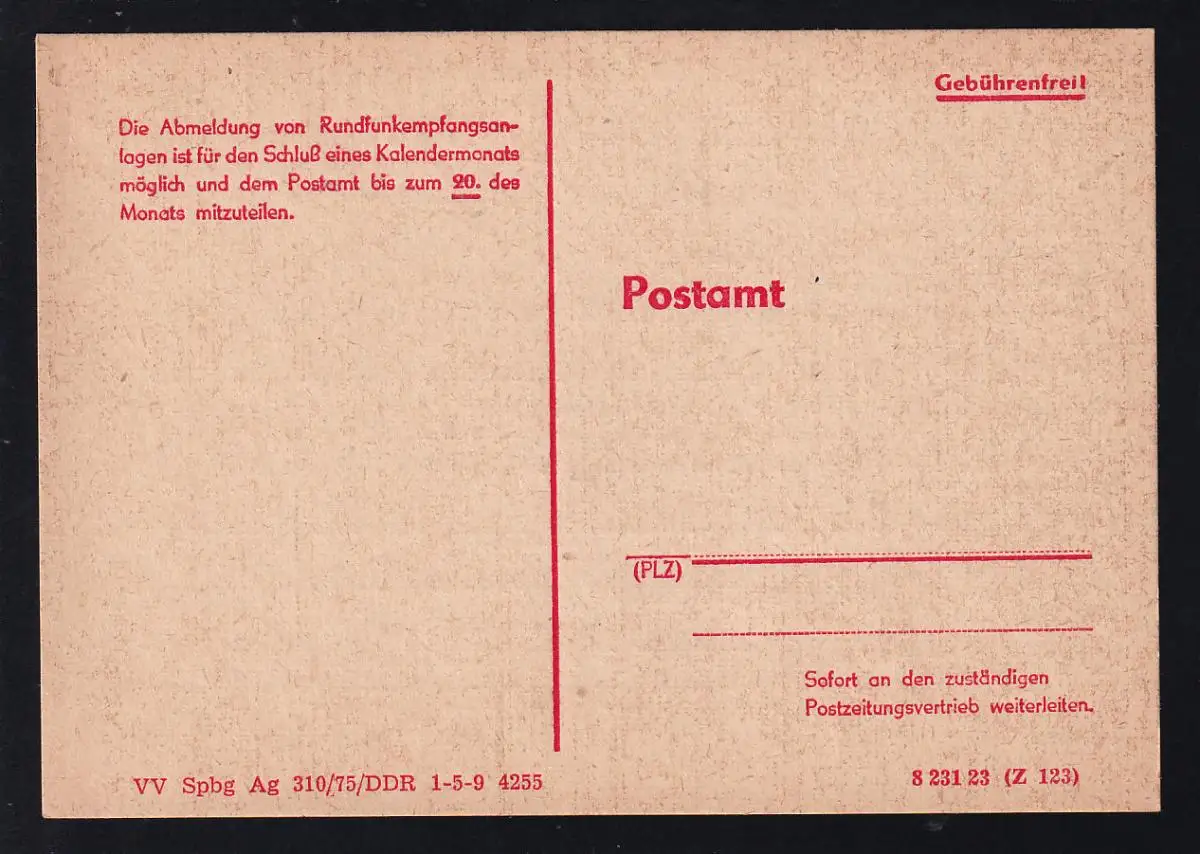 Die Abmeldung von Rundfunkempfangsan-
lagen ist für den Schluß eines Kalendermonats
möglich und dem Postamt bis zum 20. des
Monats mitzuteilen.
VV Spbg Ag 310/75/DDR 1-5-9 4255
Gebührenfrei!
Postamt
(PLZ)
Sofort an den zuständigen
Postzeitungsvertrieb weiterleiten.
8 231 23 (Z 123)